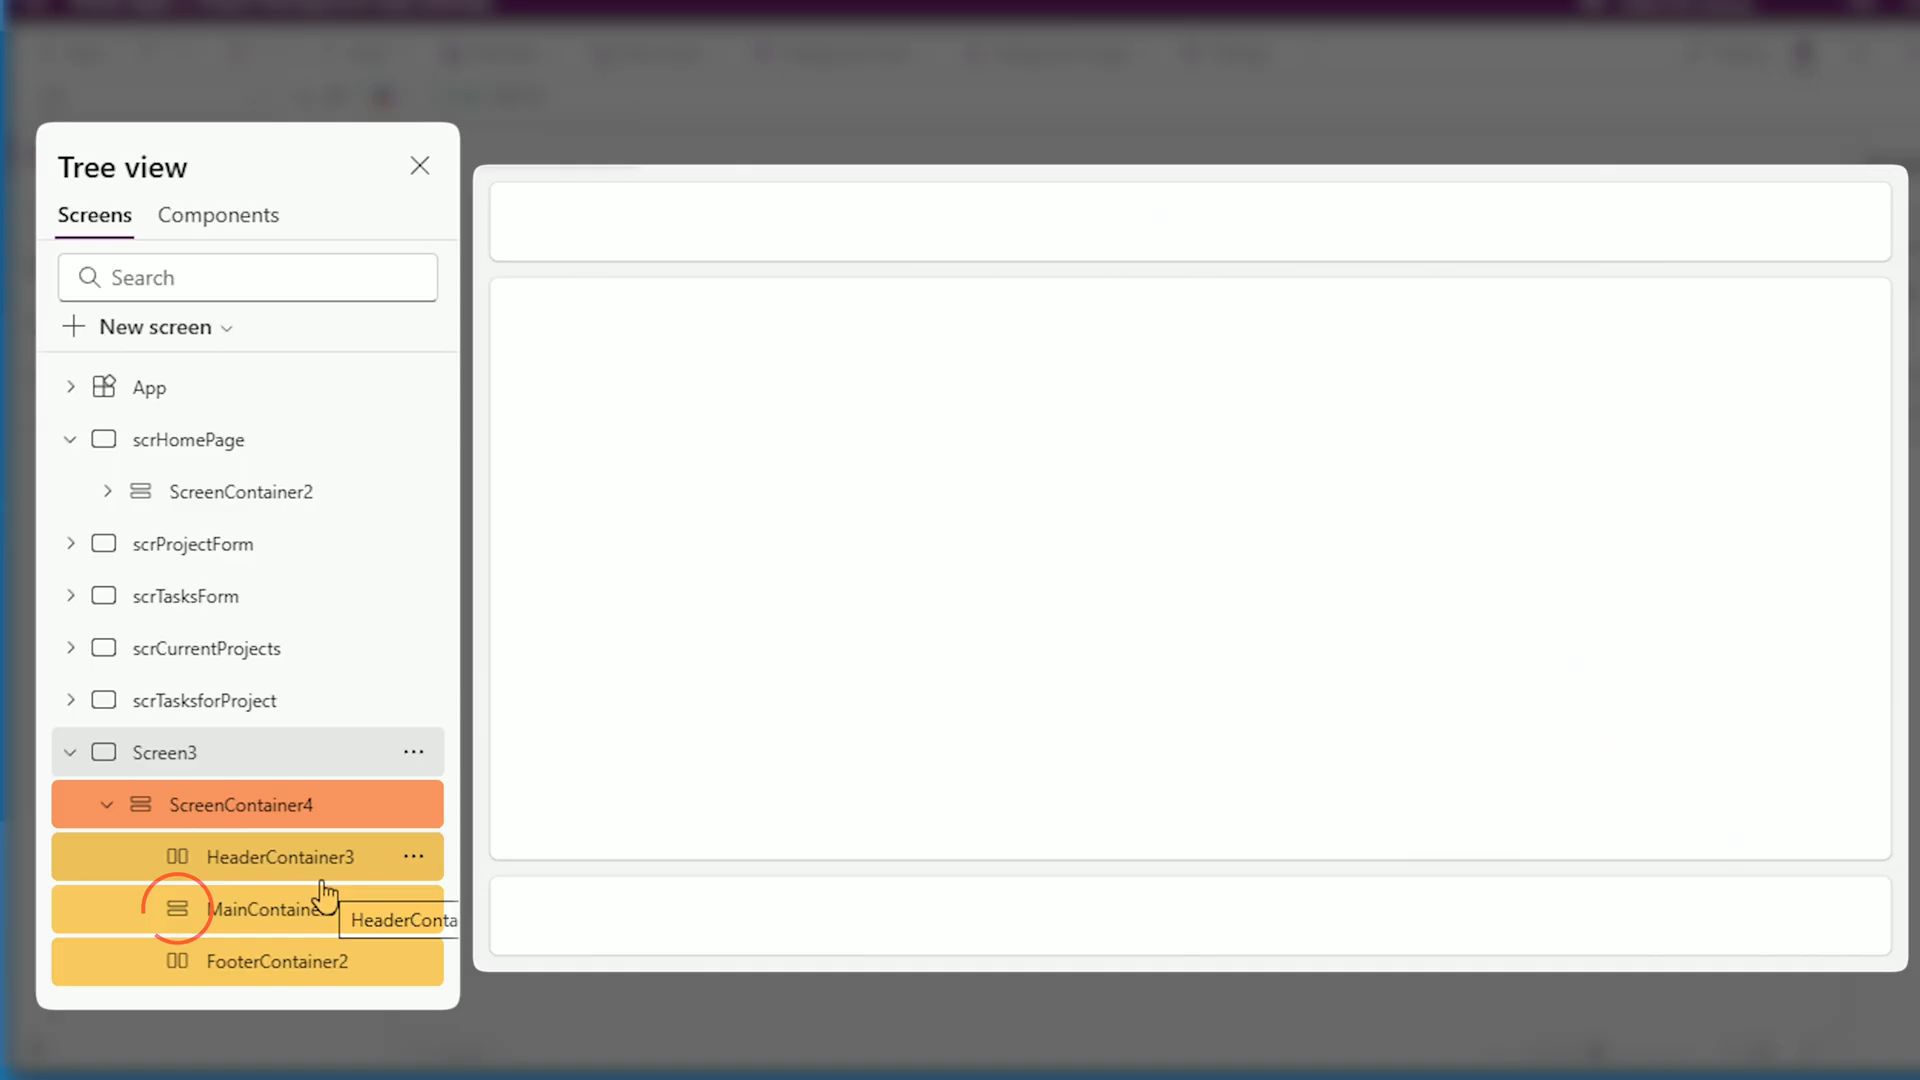 Tree view
Screens Components
Search
New screen
App
scrHomePage
ScreenContainer2
scrProjectForm
scrTasksForm
scrCurrentProjects
scrTasksforProject
Screen3
ScreenContainer4
HeaderContainer3
MainContaine
HeaderConta
FooterContainer2